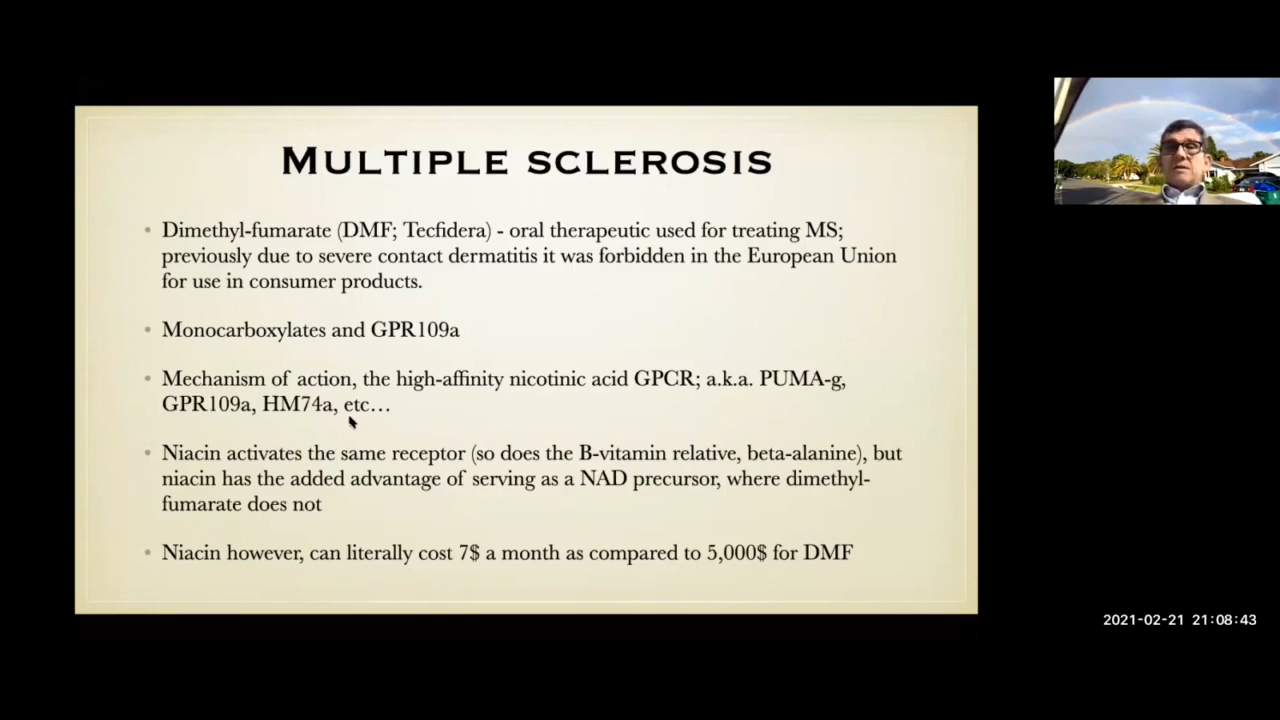 MULTIPLE SCLEROSIS
• Dimethyl-fumarate (DMF; Tecfidera) - oral therapeutic used for treating MS;
previously due to severe contact dermatitis it was forbidden in the European Union
for use in consumer products.
• Monocarboxylates and GPR109a
• Mechanism of action, the high-affinity nicotinic acid GPCR; a.k.a. PUMA-g,
GPR109a, HM74a, etc…
• Niacin activates the same receptor (so does the B-vitamin relative, beta-alanine), but
niacin has the added advantage of serving as a NAD precursor, where dimethyl-
fumarate does not
• Niacin however, can literally cost 7$ a month as compared to 5,000$ for DMF
2021-02-21 21:08:43